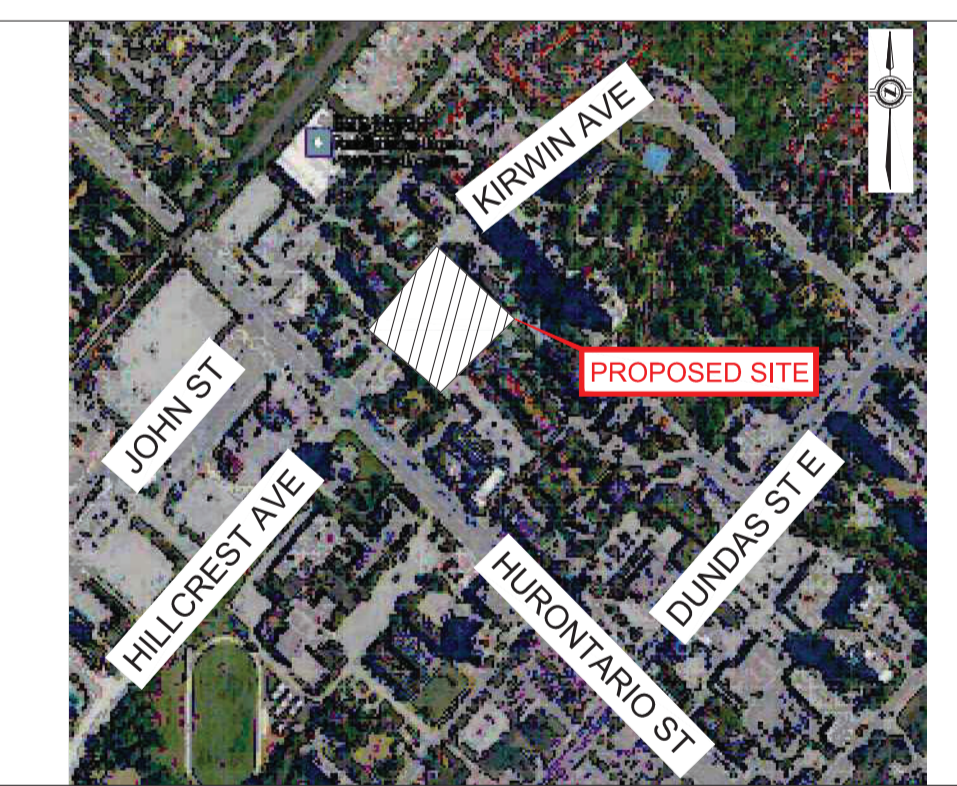 KIRWIN AVE
PROPOSED SITE
JOHN ST
HILLCREST AVE
DUNDAS ST E
HURONTARIO ST